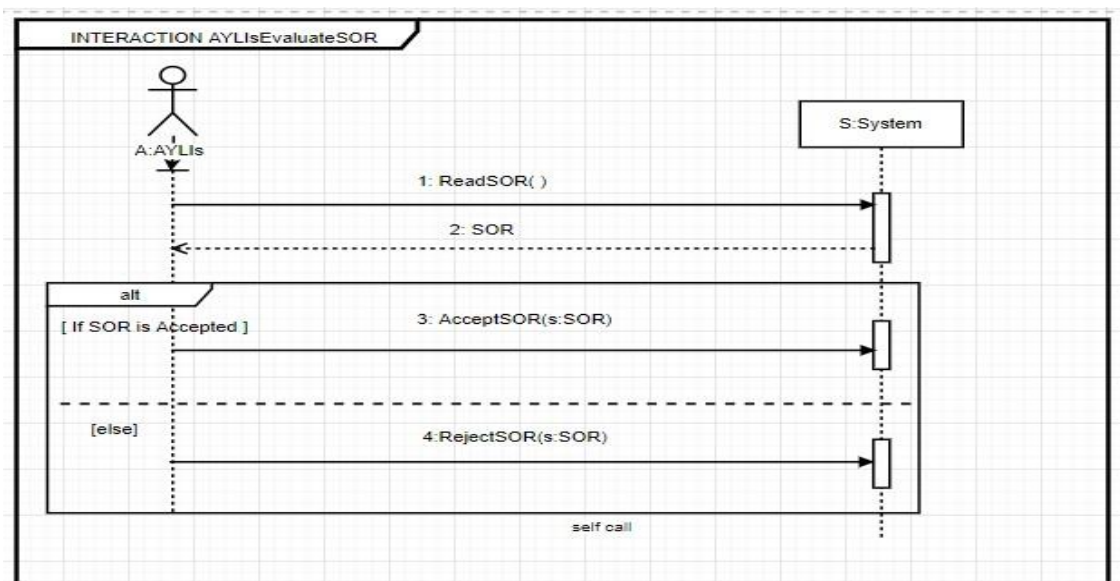 INTERACTION AYLIsEvaluateSOR
S:System
A:AYLIs
1: ReadSOR( )
2: SOR
alt
[ If SOR is Accepted ]
3: AcceptSOR(s:SOR)
[else]
4:RejectSOR(s:SOR)
self call